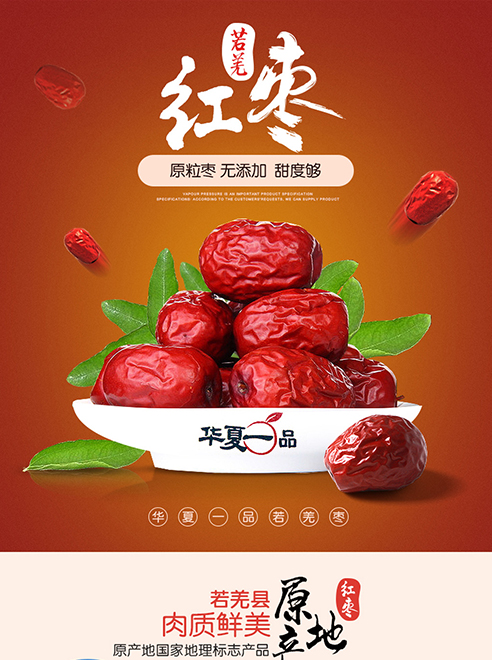 若羌
红枣
原粒枣 无添加 甜度够
VAPOUR PRESSURE IS AN IMPORTANT PRODUCT SPECIFICATION
SPECIFICATIONS: ACCORDING TO THE CUSTOMERS'REQUESTS, WE CAN SUPPLY PRODUCT
华夏一品
华夏一品若羌枣
若羌县
肉质鲜美
原产地国家地理标志产品
原产地
红枣